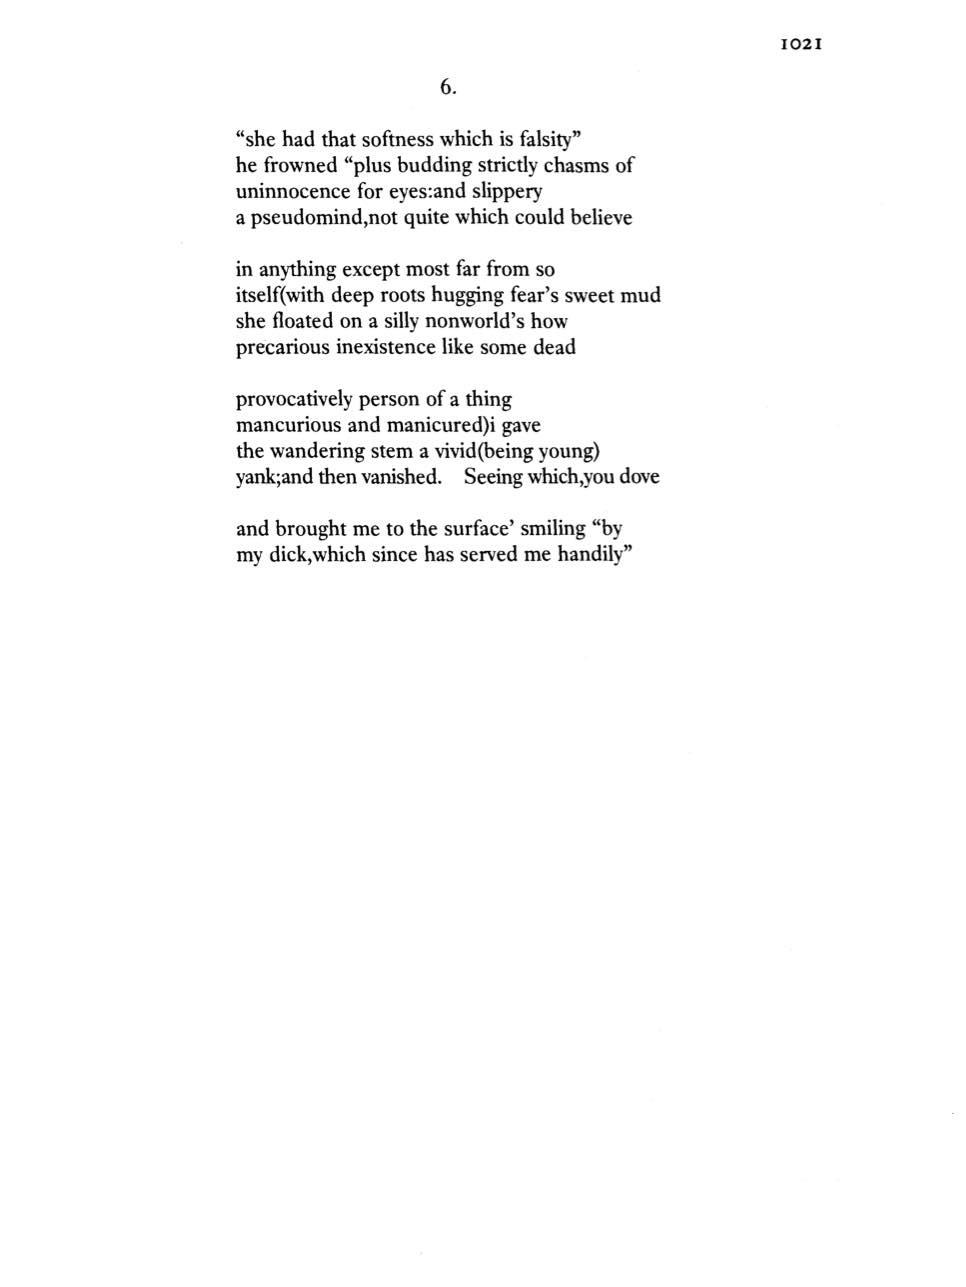 1021
6.
“she had that softness which is falsity”
he frowned “plus budding strictly chasms of
uninnocence for eyes:and slippery
a pseudomind,not quite which could believe
in anything except most far from so
itself(with deep roots hugging fear’s sweet mud
she floated on a silly nonworld’s how
precarious inexistence like some dead
provocatively person of a thing
mancurious and manicured)i gave
the wandering stem a vivid(being young)
yank;and then vanished.   Seeing which,you dove
and brought me to the surface’ smiling “by
my dick,which since has served me handily”